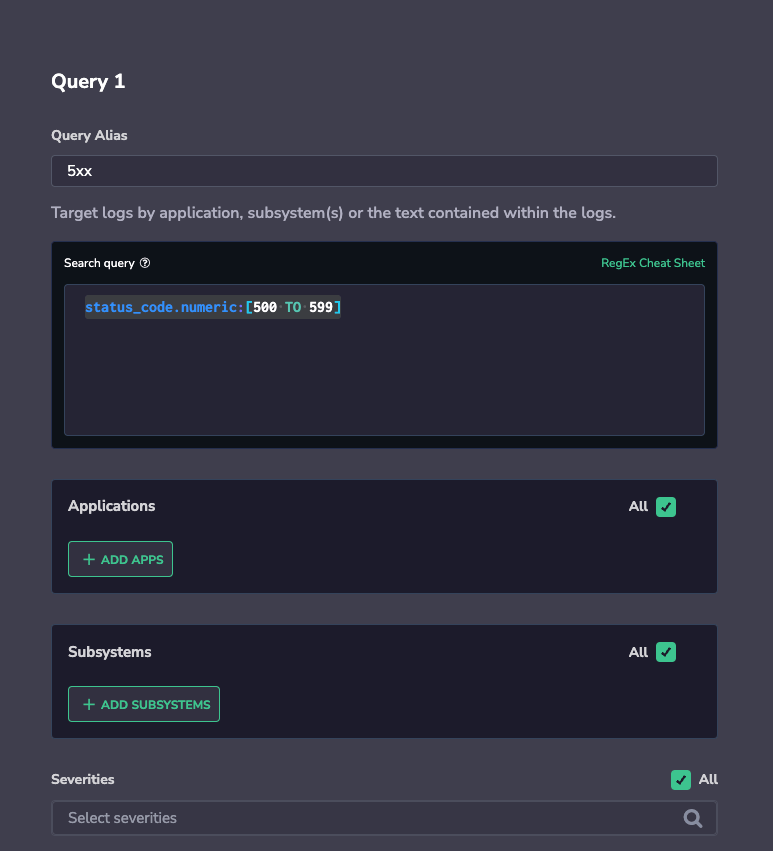 Query 1
Query Alias
5xx
Target logs by application, subsystem(s) or the text contained within the logs.
Search query
RegEx Cheat Sheet
status_code.numeric:[500 TO 599]
Applications
All
+ ADD APPS
Subsystems
All
+ ADD SUBSYSTEMS
Severities
All
Select severities